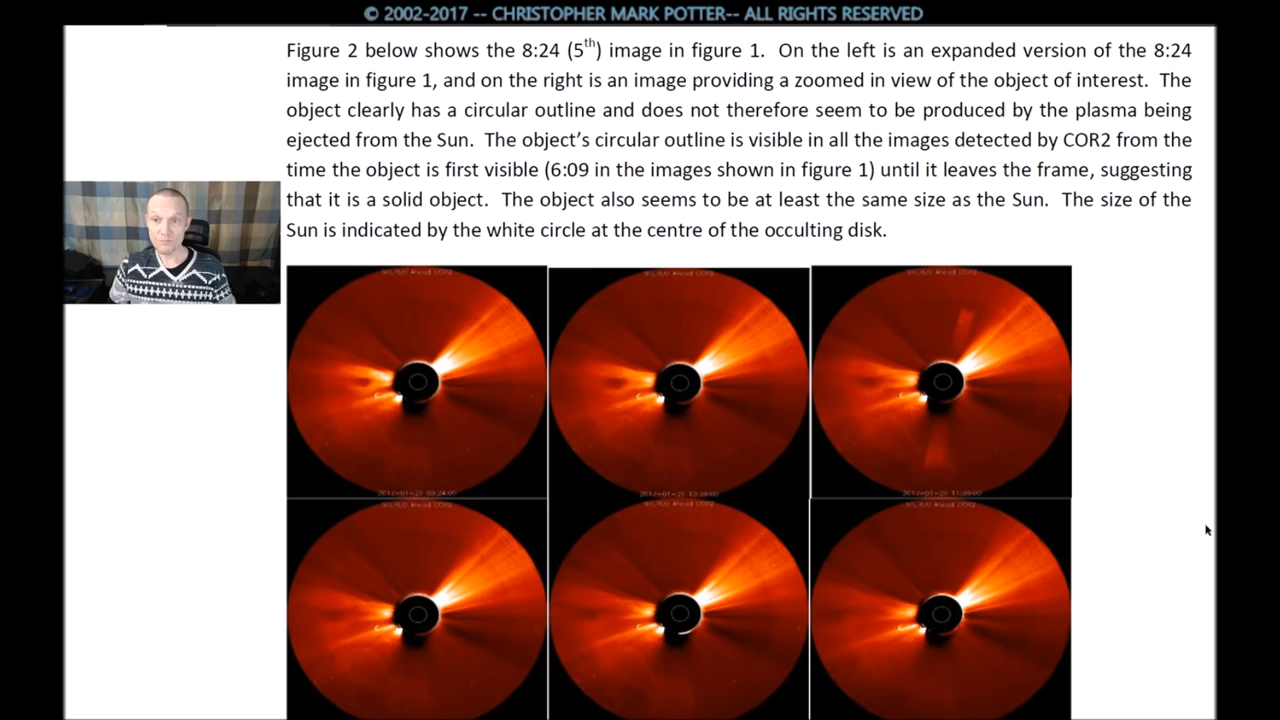 © 2002-2017 -- CHRISTOPHER MARK POTTER-- ALL RIGHTS RESERVED
Figure 2 below shows the 8:24 (5th) image in figure 1. On the left is an expanded version of the 8:24
image in figure 1, and on the right is an image providing a zoomed in view of the object of interest. The
object clearly has a circular outline and does not therefore seem to be produced by the plasma being
ejected from the Sun. The object’s circular outline is visible in all the images detected by COR2 from the
time the object is first visible (6:09 in the images shown in figure 1) until it leaves the frame, suggesting
that it is a solid object. The object also seems to be at least the same size as the Sun. The size of the
Sun is indicated by the white circle at the centre of the occulting disk.